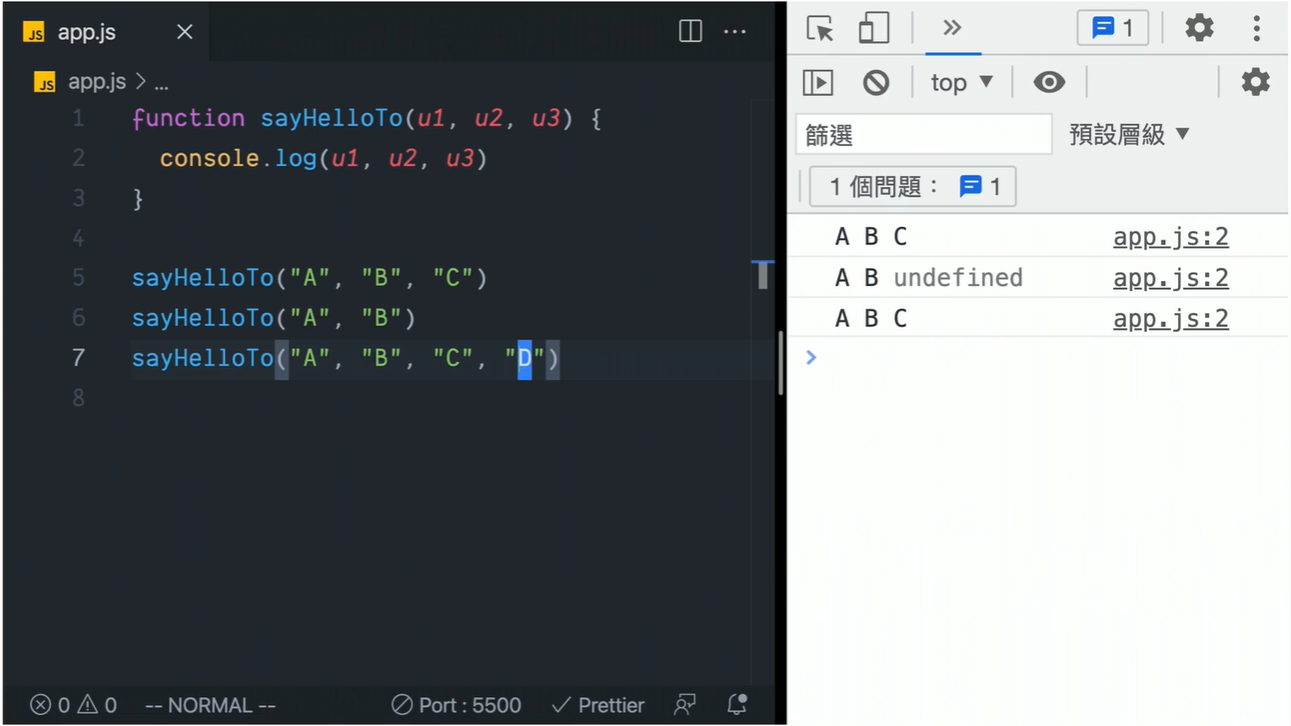 JS app.js
JS app.js > ...
1 function sayHelloTo(u1, u2, u3) {
2   console.log(u1, u2, u3)
3 }
4
5 sayHelloTo("A", "B", "C")
6 sayHelloTo("A", "B")
7 sayHelloTo("A", "B", "C", "D")
8
0 0 -- NORMAL -- Port : 5500 Prettier
1
top
篩選 預設層級
1 個問題： 1
A B C app.js:2
A B undefined app.js:2
A B C app.js:2